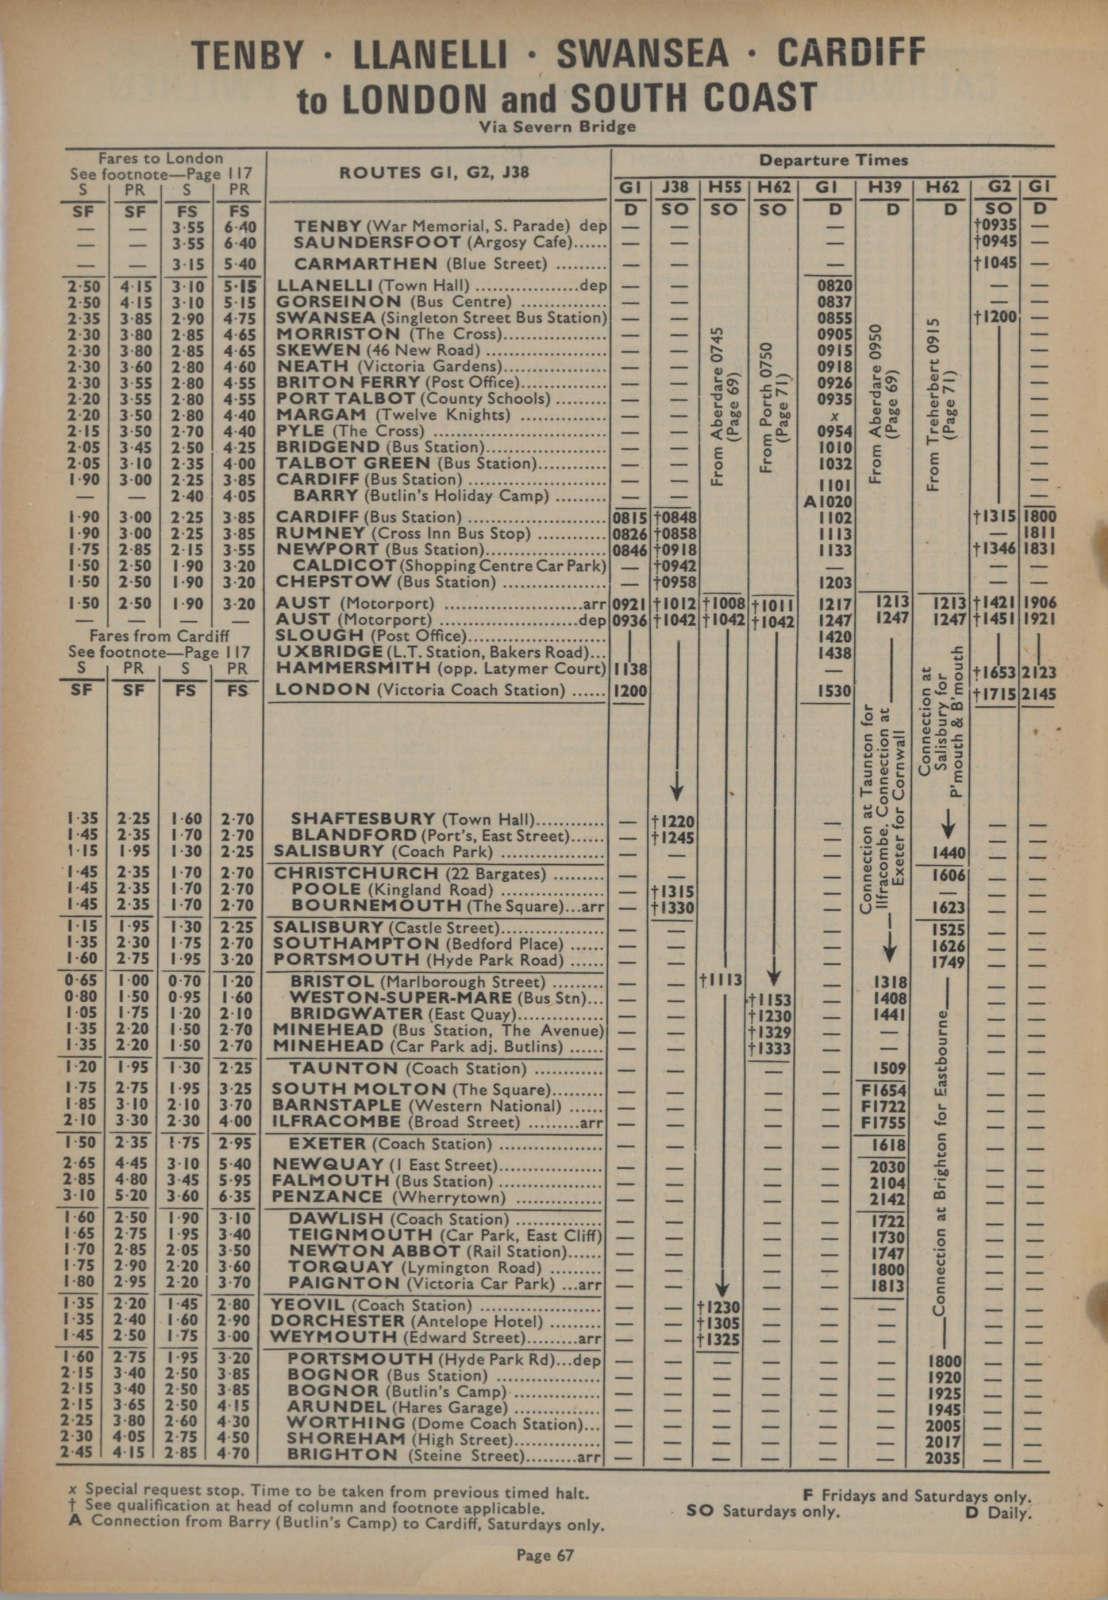 TENBY · LLANELLI · SWANSEA · CARDIFF
to LONDON and SOUTH COAST
Via Severn Bridge
Fares to London
See footnote—Page 117
S PR S PR
SF SF FS FS
ROUTES G1, G2, J38
Departure Times
G1 J38 H55 H62 G1 H39 H62 G2 G1
D SO SO SO D D D SO D
— — 3·55 6·40 TENBY (War Memorial, S. Parade) dep — — — †0935 —
— — 3·55 6·40 SAUNDERSFOOT (Argosy Cafe)...... — — — †0945 —
— — 3·15 5·40 CARMARTHEN (Blue Street) ......... — — — †1045 —
2·50 4·15 3·10 5·15 LLANELLI (Town Hall) ..................dep — — 0820 — —
2·50 4·15 3·10 5·15 GORSEINON (Bus Centre) ............... — — 0837 — —
2·35 3·85 2·90 4·75 SWANSEA (Singleton Street Bus Station) — — 0855 †1200 —
2·30 3·80 2·85 4·65 MORRISTON (The Cross).................. — — 0905 —
2·30 3·80 2·85 4·65 SKEWEN (46 New Road) .................. — — 0915 —
2·30 3·60 2·80 4·60 NEATH (Victoria Gardens)............... — — 0918 —
2·30 3·55 2·80 4·55 BRITON FERRY (Post Office)............... — — 0926 —
2·20 3·55 2·80 4·55 PORT TALBOT (County Schools) ......... — — 0935 —
2·20 3·50 2·80 4·40 MARGAM (Twelve Knights) ............... — — x —
2·15 3·50 2·70 4·40 PYLE (The Cross) ........................ — — 0954 —
2·05 3·45 2·50 4·25 BRIDGEND (Bus Station)................... — — 1010 —
2·05 3·10 2·35 4·00 TALBOT GREEN (Bus Station)............ — — 1032 —
1·90 3·00 2·25 3·85 CARDIFF (Bus Station) ..................... — — 1101 —
— — 2·40 4·05 BARRY (Butlin's Holiday Camp) ......... — — A1020 —
From Aberdare 0745
(Page 69)
From Porth 0750
(Page 71)
From Aberdare 0950
(Page 69)
From Treherbert 0915
(Page 71)
1·90 3·00 2·25 3·85 CARDIFF (Bus Station) ..................... 0815 †0848 1102 †1315 1800
1·90 3·00 2·25 3·85 RUMNEY (Cross Inn Bus Stop) ............ 0826 †0858 1113 — 1811
1·75 2·85 2·15 3·55 NEWPORT (Bus Station)..................... 0846 †0918 1133 †1346 1831
1·50 2·50 1·90 3·20 CALDICOT (Shopping Centre Car Park) — †0942 — — —
1·50 2·50 1·90 3·20 CHEPSTOW (Bus Station) .................. — †0958 1203 — —
1·50 2·50 1·90 3·20 AUST (Motorport) ........................arr 0921 †1012 †1008 †1011 1217 1213 1213 †1421 1906
— — — — AUST (Motorport) ........................dep 0936 †1042 †1042 †1042 1247 1247 1247 †1451 1921
Fares from Cardiff
See footnote—Page 117
S PR S PR
SF SF FS FS
SLOUGH (Post Office)........................ 1420
UXBRIDGE (L.T. Station, Bakers Road)... 1438
HAMMERSMITH (opp. Latymer Court) 1138 — †1653 2123
LONDON (Victoria Coach Station) ...... 1200 1530 †1715 2145
Connection at Taunton for
Ilfracombe, Connection at
Exeter for Cornwall
Connection at
Salisbury for
P'mouth & B'mouth
1·35 2·25 1·60 2·70 SHAFTESBURY (Town Hall)............ — †1220 — — —
1·45 2·35 1·70 2·70 BLANDFORD (Port's, East Street)...... — †1245 — — —
1·15 1·95 1·30 2·25 SALISBURY (Coach Park) .................. — — — 1440 — —
1·45 2·35 1·70 2·70 CHRISTCHURCH (22 Bargates) ......... — — — 1606 — —
1·45 2·35 1·70 2·70 POOLE (Kingland Road) ............... — †1315 — — — —
1·45 2·35 1·70 2·70 BOURNEMOUTH (The Square)...arr — †1330 — 1623 — —
1·15 1·95 1·30 2·25 SALISBURY (Castle Street).................. — — — 1525 — —
1·35 2·30 1·75 2·70 SOUTHAMPTON (Bedford Place) ...... — — — 1626 — —
1·60 2·75 1·95 3·20 PORTSMOUTH (Hyde Park Road)...... — — — 1749 — —
0·65 1·00 0·70 1·20 BRISTOL (Marlborough Street) ......... — — †1113 — 1318 — —
0·80 1·50 0·95 1·60 WESTON-SUPER-MARE (Bus Stn)... — — †1153 — 1408 — —
1·05 1·75 1·20 2·10 BRIDGWATER (East Quay)............... — — †1230 — 1441 — —
1·35 2·20 1·50 2·70 MINEHEAD (Bus Station, The Avenue) — — †1329 — — — —
1·35 2·20 1·50 2·70 MINEHEAD (Car Park adj. Butlins) ...... — — †1333 — — — —
1·20 1·95 1·30 2·25 TAUNTON (Coach Station) ............ — — — — 1509 — —
1·75 2·75 1·95 3·25 SOUTH MOLTON (The Square)......... — — — — F1654 — —
1·85 3·10 2·10 3·70 BARNSTAPLE (Western National) ...... — — — — F1722 — —
2·10 3·30 2·30 4·00 ILFRACOMBE (Broad Street) .........arr — — — — F1755 — —
1·50 2·35 1·75 2·95 EXETER (Coach Station) ............... — — — — 1618 — —
2·65 4·45 3·10 5·40 NEWQUAY (1 East Street).................. — — — — 2030 — —
2·85 4·80 3·45 5·95 FALMOUTH (Bus Station) .................. — — — — 2104 — —
3·10 5·20 3·60 6·35 PENZANCE (Wherrytown) ............... — — — — 2142 — —
1·60 2·50 1·90 3·10 DAWLISH (Coach Station) ............... — — — — 1722 — —
1·65 2·75 1·95 3·40 TEIGNMOUTH (Car Park, East Cliff) — — — — 1730 — —
1·70 2·85 2·05 3·50 NEWTON ABBOT (Rail Station)...... — — — — 1747 — —
1·75 2·90 2·20 3·60 TORQUAY (Lymington Road) ......... — — — — 1800 — —
1·80 2·95 2·20 3·70 PAIGNTON (Victoria Car Park) ...arr — — — — 1813 — —
Connection at Brighton for Eastbourne
1·35 2·20 1·45 2·80 YEOVIL (Coach Station) .................. — — †1230 — — — — —
1·35 2·40 1·60 2·90 DORCHESTER (Antelope Hotel) ......... — — †1305 — — — — —
1·45 2·50 1·75 3·00 WEYMOUTH (Edward Street).........arr — — †1325 — — — — —
1·60 2·75 1·95 3·20 PORTSMOUTH (Hyde Park Rd)...dep — — — — — — 1800 — —
2·15 3·40 2·50 3·85 BOGNOR (Bus Station) .................. — — — — — — 1920 — —
2·15 3·40 2·50 3·85 BOGNOR (Butlin's Camp) ............... — — — — — — 1925 — —
2·15 3·65 2·50 4·15 ARUNDEL (Hares Garage) ............... — — — — — — 1945 — —
2·25 3·80 2·60 4·30 WORTHING (Dome Coach Station)... — — — — — — 2005 — —
2·30 4·05 2·75 4·50 SHOREHAM (High Street)............... — — — — — — 2017 — —
2·45 4·15 2·85 4·70 BRIGHTON (Steine Street).........arr — — — — — — 2035 — —
x Special request stop. Time to be taken from previous timed halt.
† See qualification at head of column and footnote applicable.
A Connection from Barry (Butlin's Camp) to Cardiff, Saturdays only.
F Fridays and Saturdays only.
SO Saturdays only. D Daily.
Page 67